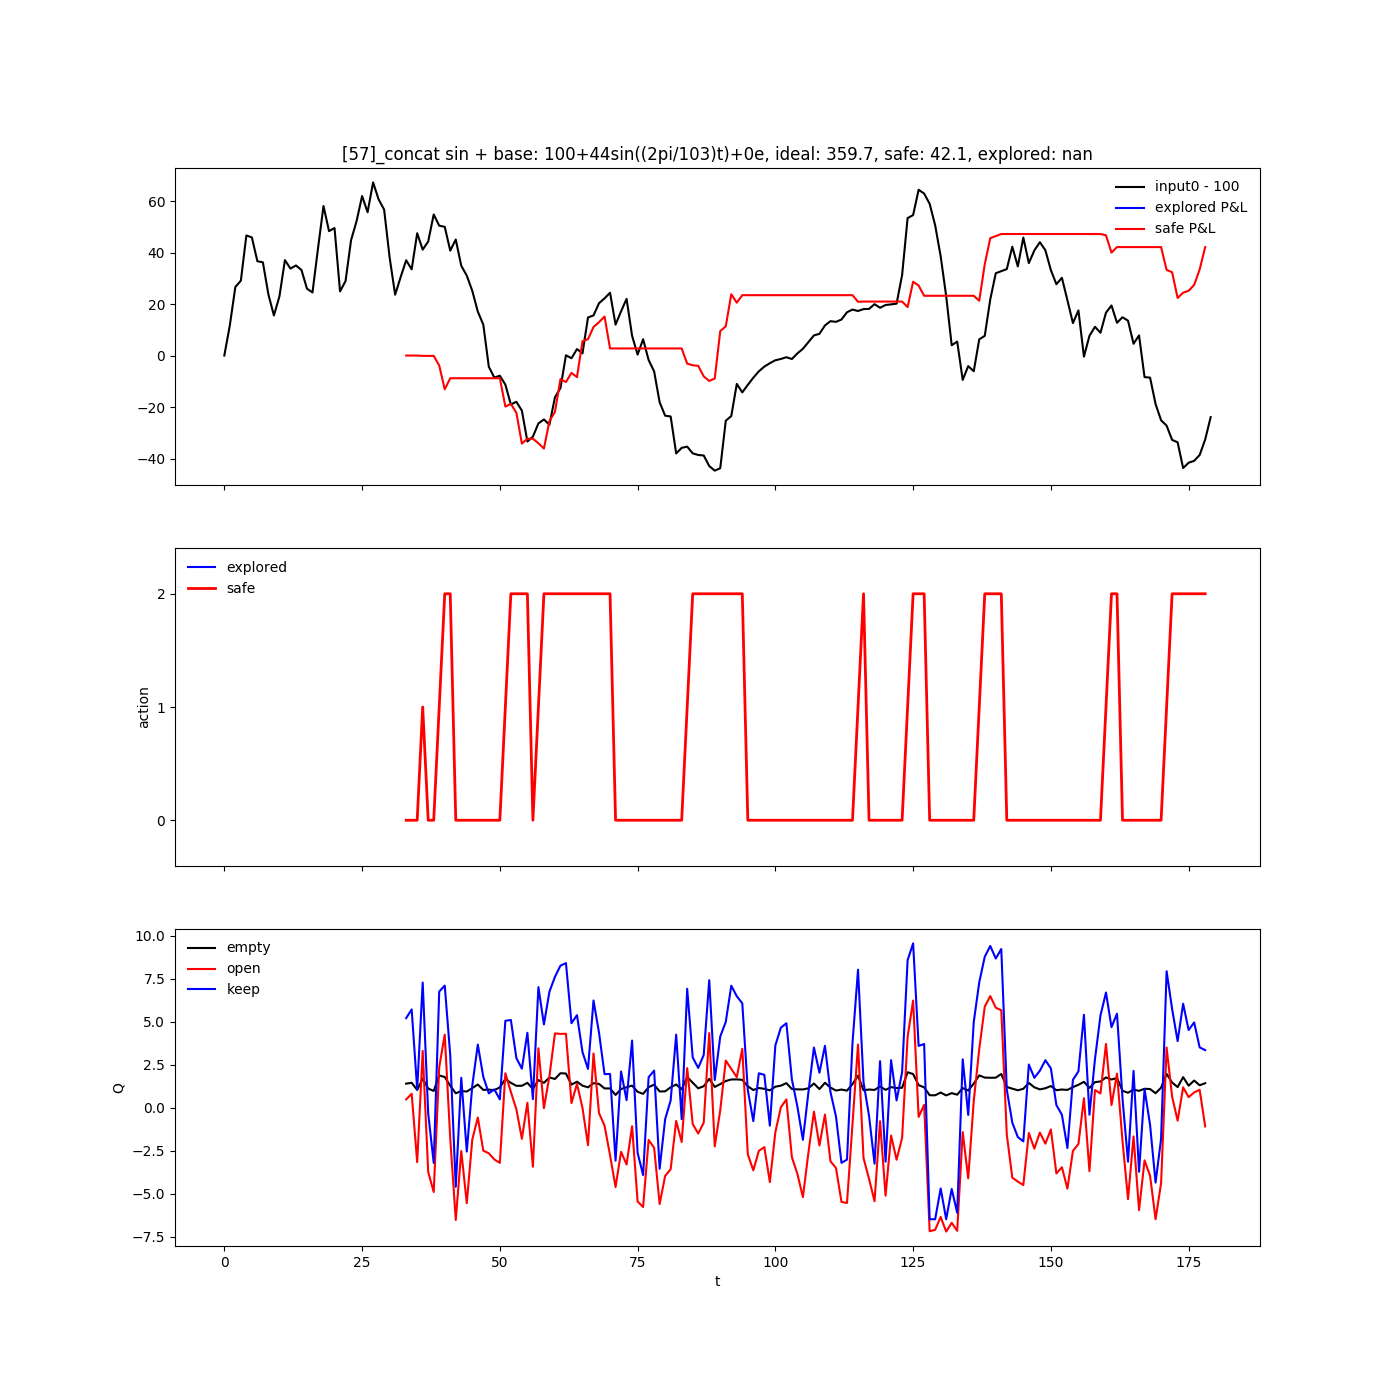 [57]_concat sin + base: 100+44sin((2pi/103)t)+0e, ideal: 359.7, safe: 42.1, explored: nan
60
40
20
0
−20
−40
input0 - 100
explored P&L
safe P&L
2
1
0
action
explored
safe
10.0
7.5
5.0
2.5
0.0
−2.5
−5.0
−7.5
Q
empty
open
keep
0 25 50 75 100 125 150 175
t